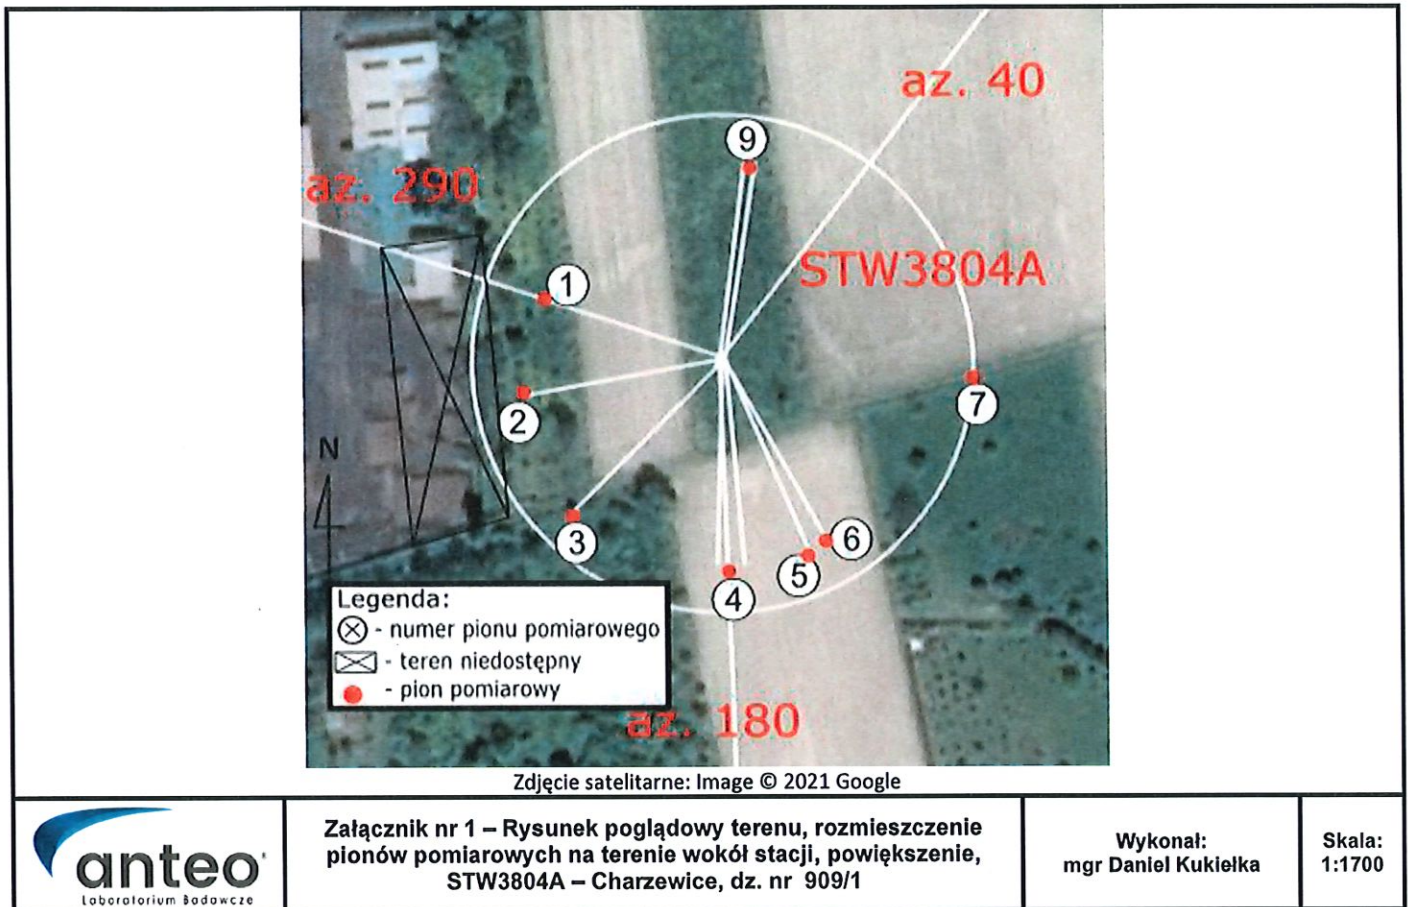 az. 40
9
az. 290
STW3804A
1
7
2
N
3
6
5
4
Legenda:
- numer pionu pomiarowego
- teren niedostępny
- pion pomiarowy
az. 180
Zdjęcie satelitarne: Image © 2021 Google
anteo
Laboratorium Badawcze
Załącznik nr 1 – Rysunek poglądowy terenu, rozmieszczenie
pionów pomiarowych na terenie wokół stacji, powiększenie,
STW3804A – Charzewice, dz. nr 909/1
Wykonał:
mgr Daniel Kukiełka
Skala:
1:1700